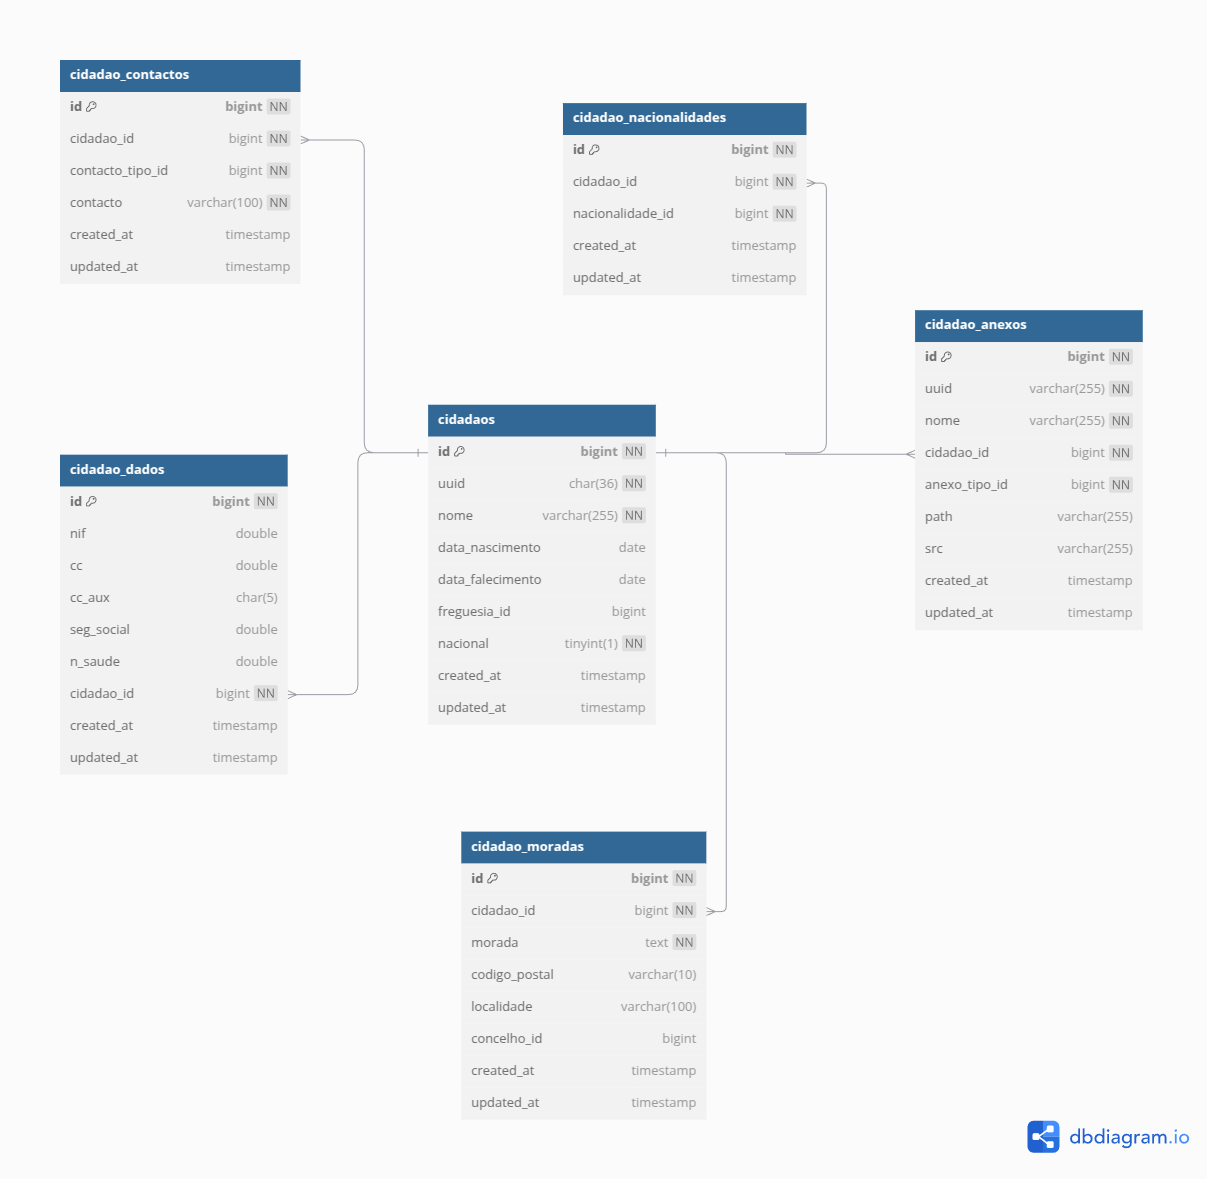 cidadao_contactos
id bigint NN
cidadao_id bigint NN
contacto_tipo_id bigint NN
contacto varchar(100) NN
created_at timestamp
updated_at timestamp
cidadao_nacionalidades
id bigint NN
cidadao_id bigint NN
nacionalidade_id bigint NN
created_at timestamp
updated_at timestamp
cidadao_anexos
id bigint NN
uuid varchar(255) NN
nome varchar(255) NN
cidadao_id bigint NN
anexo_tipo_id bigint NN
path varchar(255)
src varchar(255)
created_at timestamp
updated_at timestamp
cidadaos
id bigint NN
uuid char(36) NN
nome varchar(255) NN
data_nascimento date
data_falecimento date
freguesia_id bigint
nacional tinyint(1) NN
created_at timestamp
updated_at timestamp
cidadao_dados
id bigint NN
nif double
cc double
cc_aux char(5)
seg_social double
n_saude double
cidadao_id bigint NN
created_at timestamp
updated_at timestamp
cidadao_moradas
id bigint NN
cidadao_id bigint NN
morada text NN
codigo_postal varchar(10)
localidade varchar(100)
concelho_id bigint
created_at timestamp
updated_at timestamp
dbdiagram.io